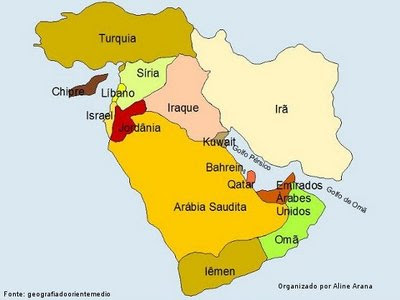 Turquia
Síria
Chipre
Líbano
Iraque
Irã
Israel
Jordânia
Kuwait
Golfo Pérsico
Bahrein
Qatar
Emirados
Árabes
Unidos
Golfo de Omã
Arábia Saudita
Omã
Iêmen
Organizado por Aline Arana
Fonte: geografiadoorientemedio